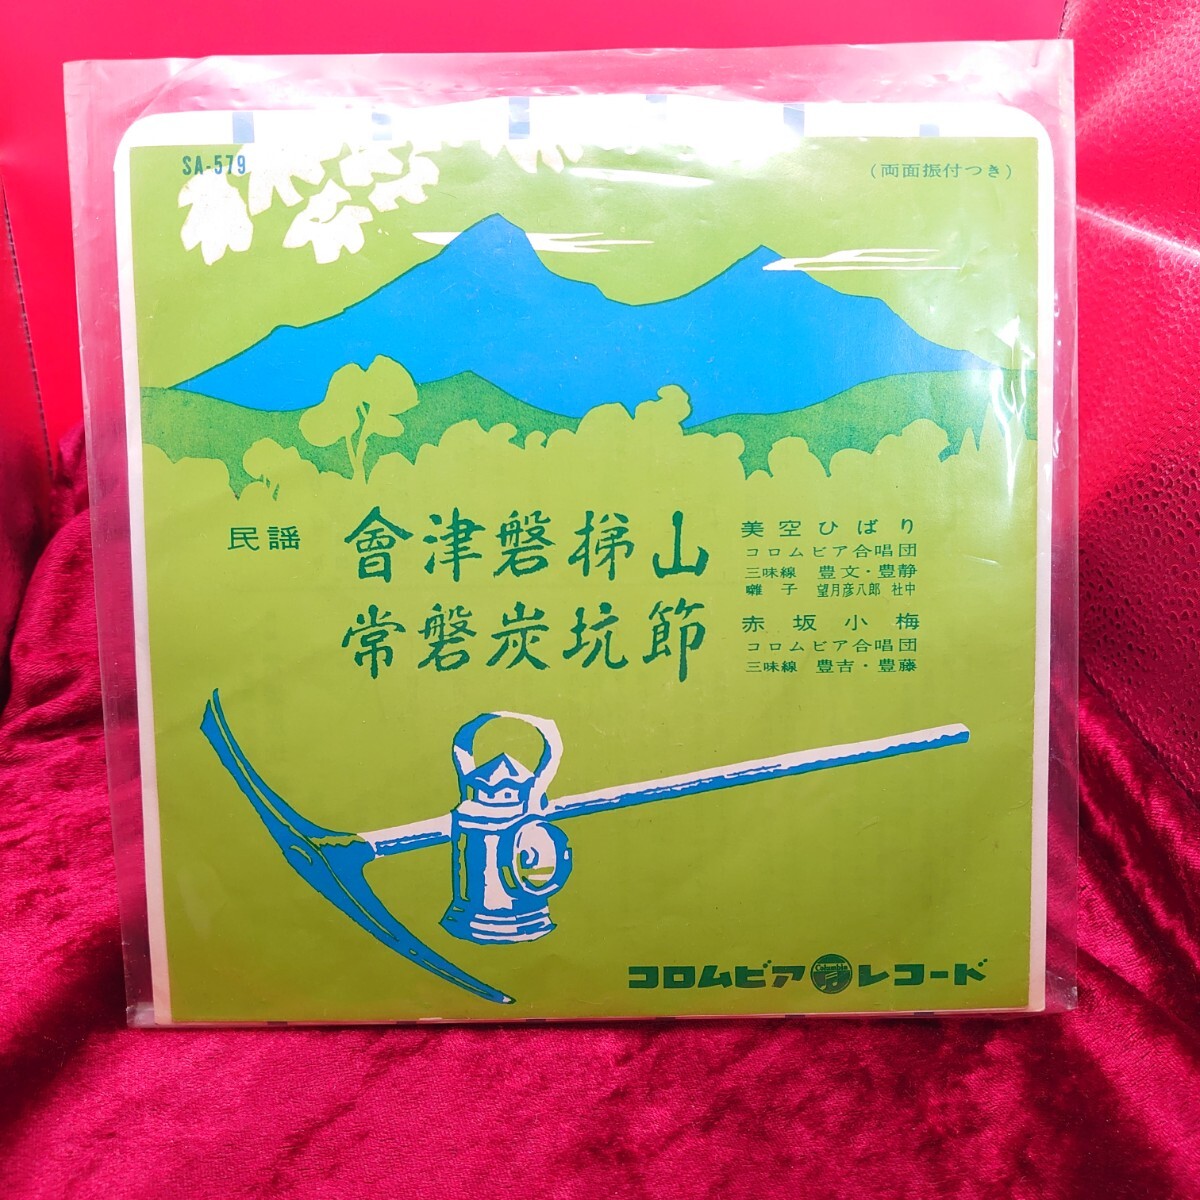 SA-579
(両面振付つき)
民謡 會津磐梯山
常磐炭坑節
美空ひばり
コロムビア合唱団
三味線 豊文・豊静
囃子 望月彦八郎 社中
赤坂小梅
コロムビア合唱団
三味線 豊吉・豊藤
コロムビア Columbia レコード